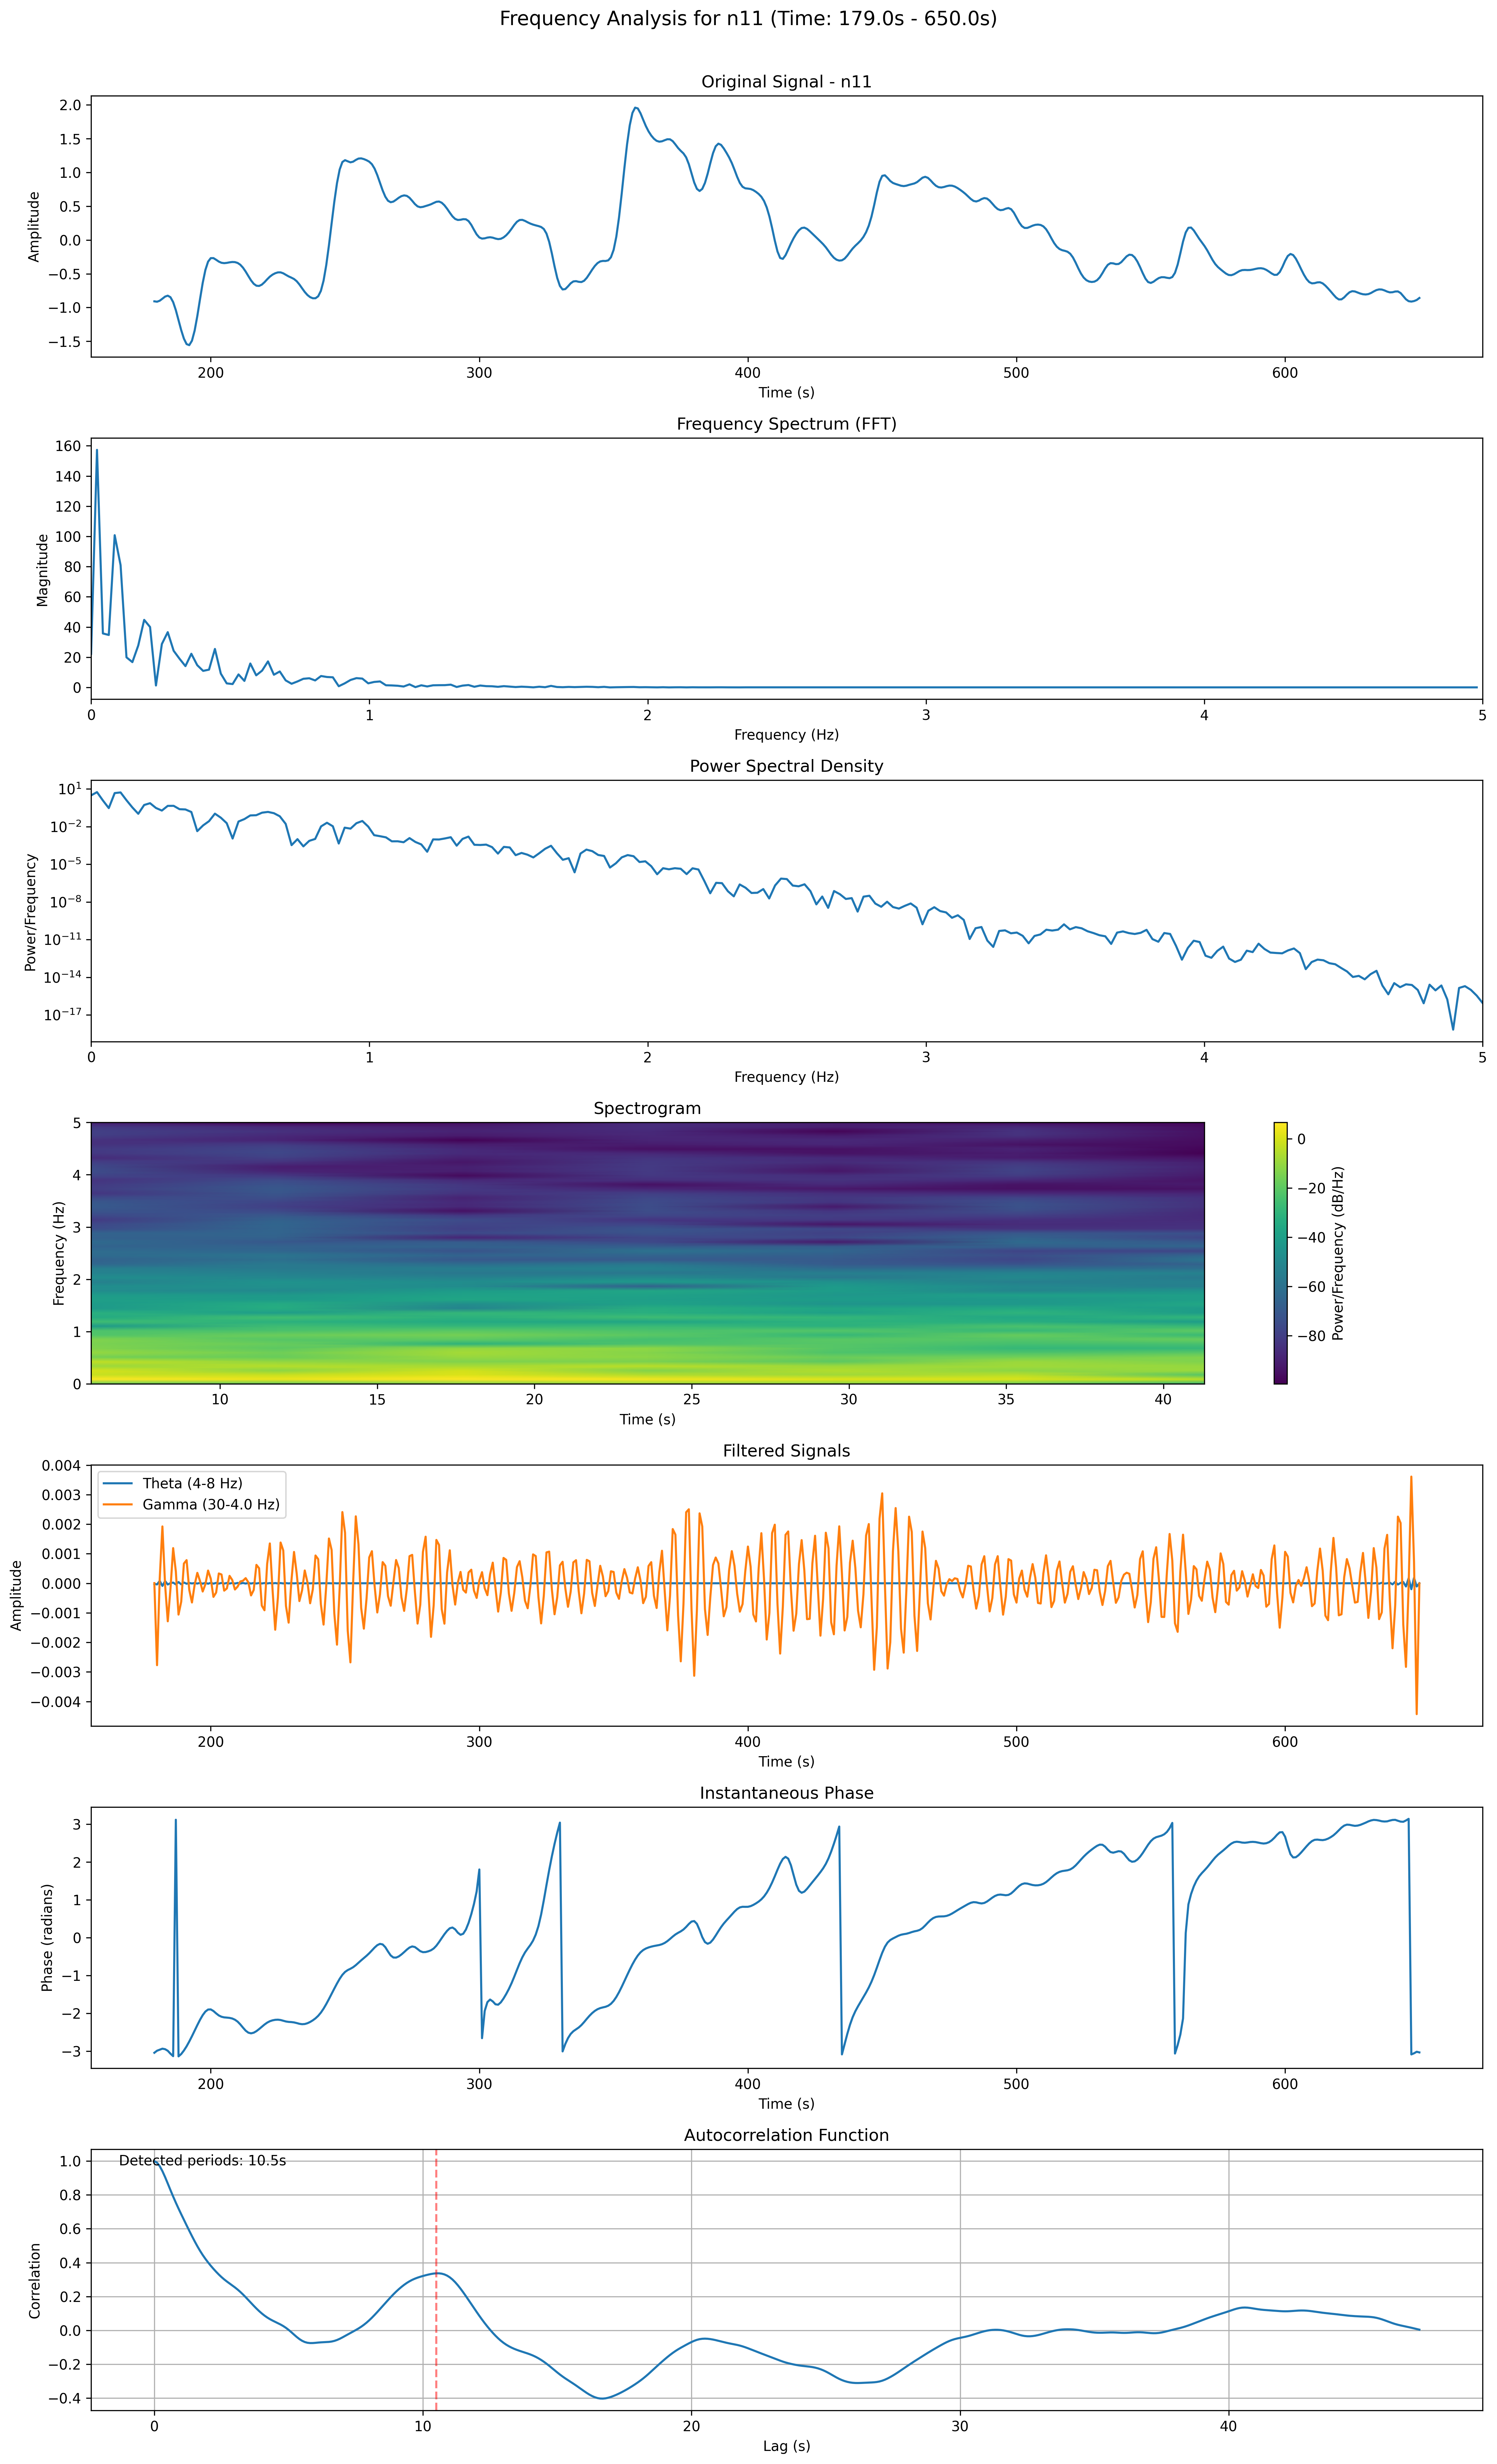 Frequency Analysis for n11 (Time: 179.0s - 650.0s)
Original Signal - n11
2.0
1.5
1.0
0.5
0.0
−0.5
−1.0
−1.5
Amplitude
200 300 400 500 600
Time (s)
Frequency Spectrum (FFT)
160
140
120
100
80
60
40
20
0
Magnitude
0 1 2 3 4 5
Frequency (Hz)
Power Spectral Density
10^1
10^−2
10^−5
10^−8
10^−11
10^−14
10^−17
Power/Frequency
0 1 2 3 4 5
Frequency (Hz)
Spectrogram
5
4
3
2
1
0
Frequency (Hz)
10 15 20 25 30 35 40
Time (s)
0
−20
−40
−60
−80
Power/Frequency (dB/Hz)
Filtered Signals
0.004
0.003
0.002
0.001
0.000
−0.001
−0.002
−0.003
−0.004
Amplitude
Theta (4-8 Hz)
Gamma (30-4.0 Hz)
200 300 400 500 600
Time (s)
Instantaneous Phase
3
2
1
0
−1
−2
−3
Phase (radians)
200 300 400 500 600
Time (s)
Autocorrelation Function
Detected periods: 10.5s
1.0
0.8
0.6
0.4
0.2
0.0
−0.2
−0.4
Correlation
0 10 20 30 40
Lag (s)